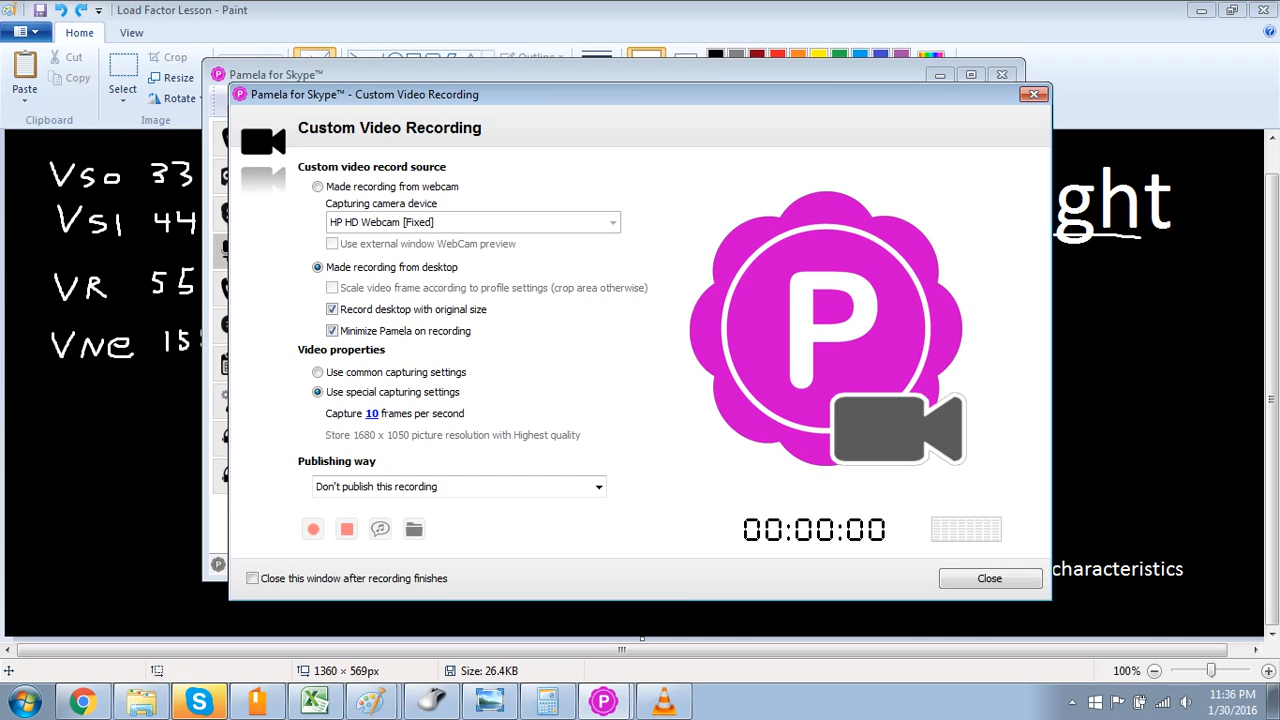 Load Factor Lesson - Paint
Home View
Paste
Cut
Copy
Clipboard
Select
Crop
Resize
Rotate
Image
Outline
Pamela for Skype™
Pamela for Skype™ - Custom Video Recording
Custom Video Recording
Custom video record source
Made recording from webcam
Capturing camera device
HP HD Webcam [Fixed]
Use external window WebCam preview
Made recording from desktop
Scale video frame according to profile settings (crop area otherwise)
Record desktop with original size
Minimize Pamela on recording
Video properties
Use common capturing settings
Use special capturing settings
Capture 10 frames per second
Store 1680 x 1050 picture resolution with Highest quality
Publishing way
Don't publish this recording
00:00:00
Close this window after recording finishes
Close
P
Vso 33
Vs1 44
VR 55
VNe 15
ght
characteristics
1360 × 569px
Size: 26.4KB
100%
11:36 PM
1/30/2016